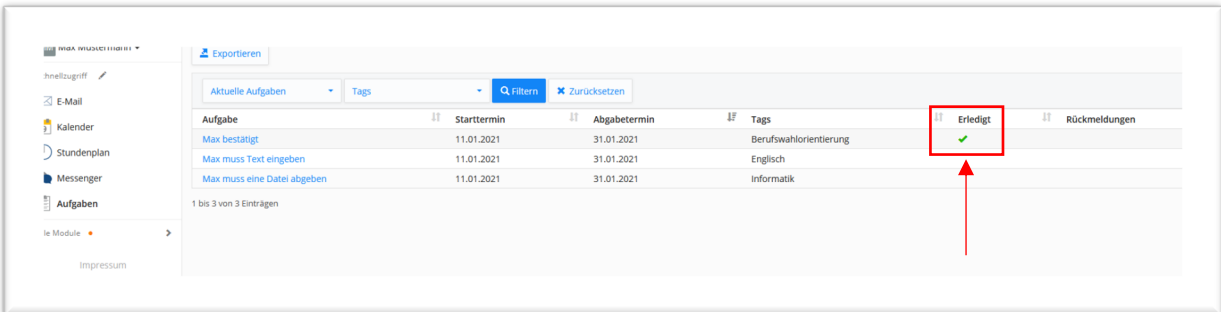 Max Mustermann
Exportieren
:hnellzugriff
E-Mail
Kalender
Stundenplan
Messenger
Aufgaben
le Module
Impressum
Aktuelle Aufgaben Tags Filtern Zurücksetzen
Aufgabe Starttermin Abgabetermin Tags Erledigt Rückmeldungen
Max bestätigt 11.01.2021 31.01.2021 Berufswahlorientierung
Max muss Text eingeben 11.01.2021 31.01.2021 Englisch
Max muss eine Datei abgeben 11.01.2021 31.01.2021 Informatik
1 bis 3 von 3 Einträgen